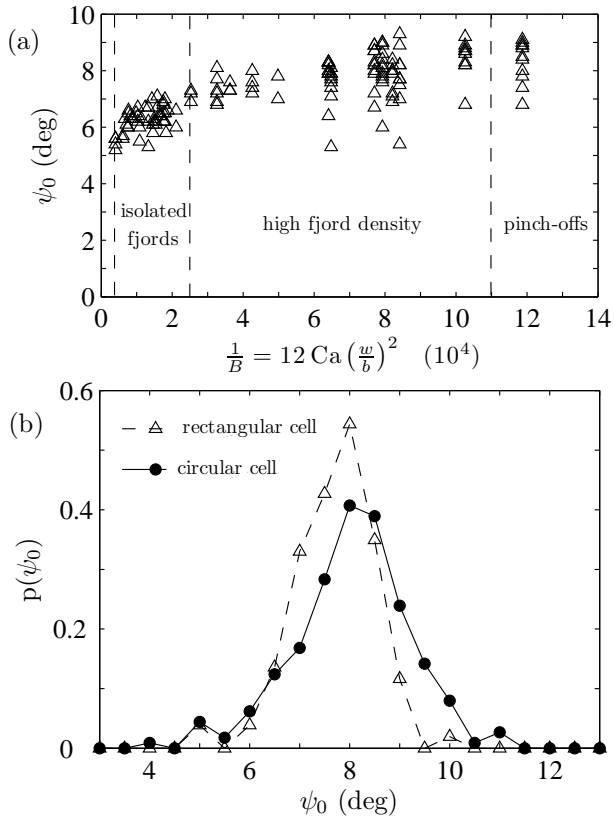 (a)
10
8
6
4
2
0
ψ₀ (deg)
isolated
fjords
high fjord density
pinch-offs
0 2 4 6 8 10 12 14
1/B = 12 Ca (w/b)² (10⁴)
(b)
0.6
0.4
0.2
0
p(ψ₀)
rectangular cell
circular cell
4 6 8 10 12
ψ₀ (deg)